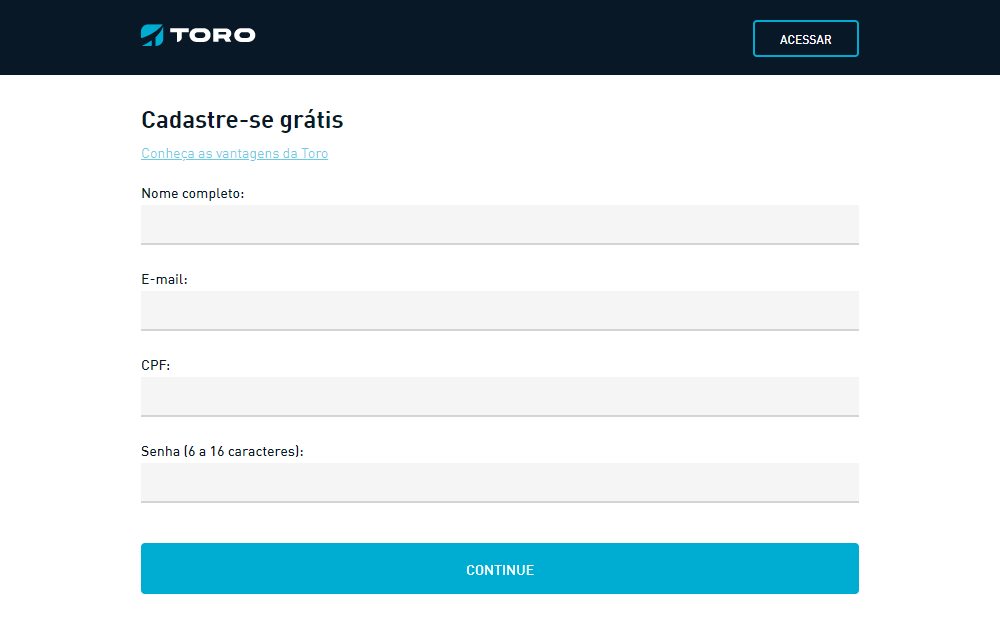 TORO
ACESSAR
Cadastre-se grátis
Conheça as vantagens da Toro
Nome completo:
E-mail:
CPF:
Senha (6 a 16 caracteres):
CONTINUE